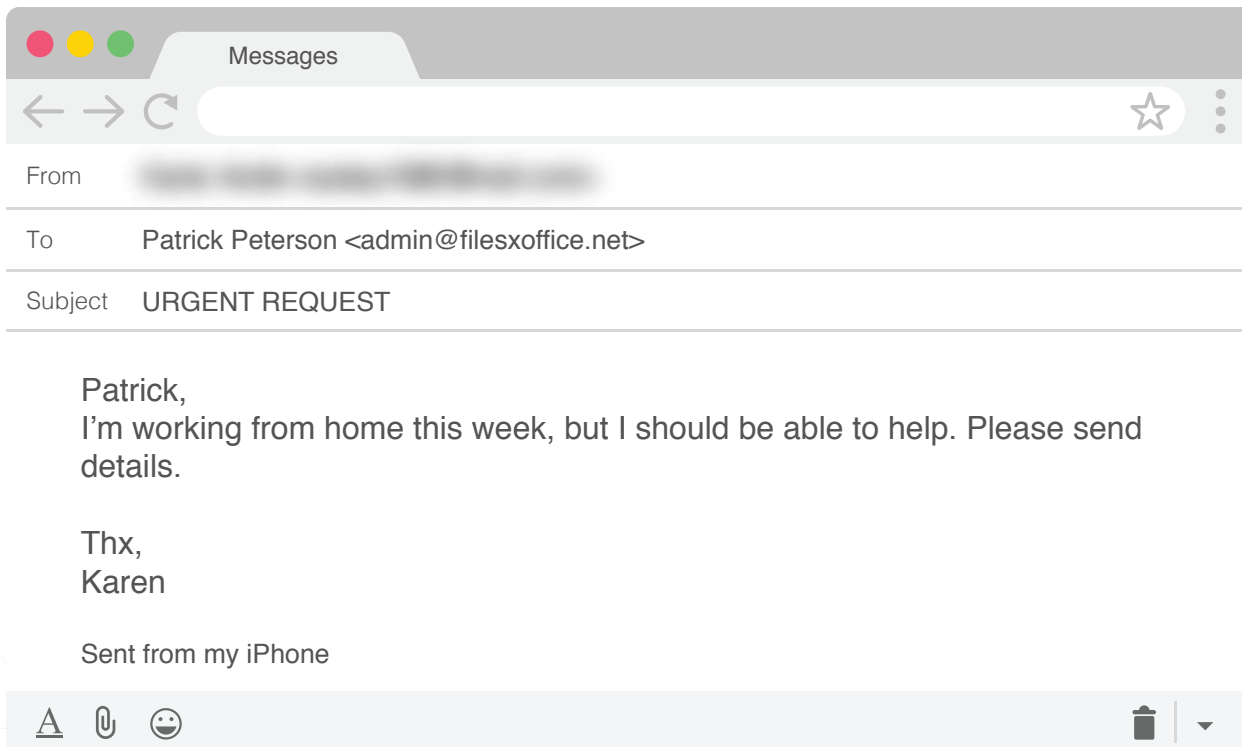 Messages
From
To Patrick Peterson <admin@filesxoffice.net>
Subject URGENT REQUEST
Patrick,
I'm working from home this week, but I should be able to help. Please send
details.
Thx,
Karen
Sent from my iPhone
A